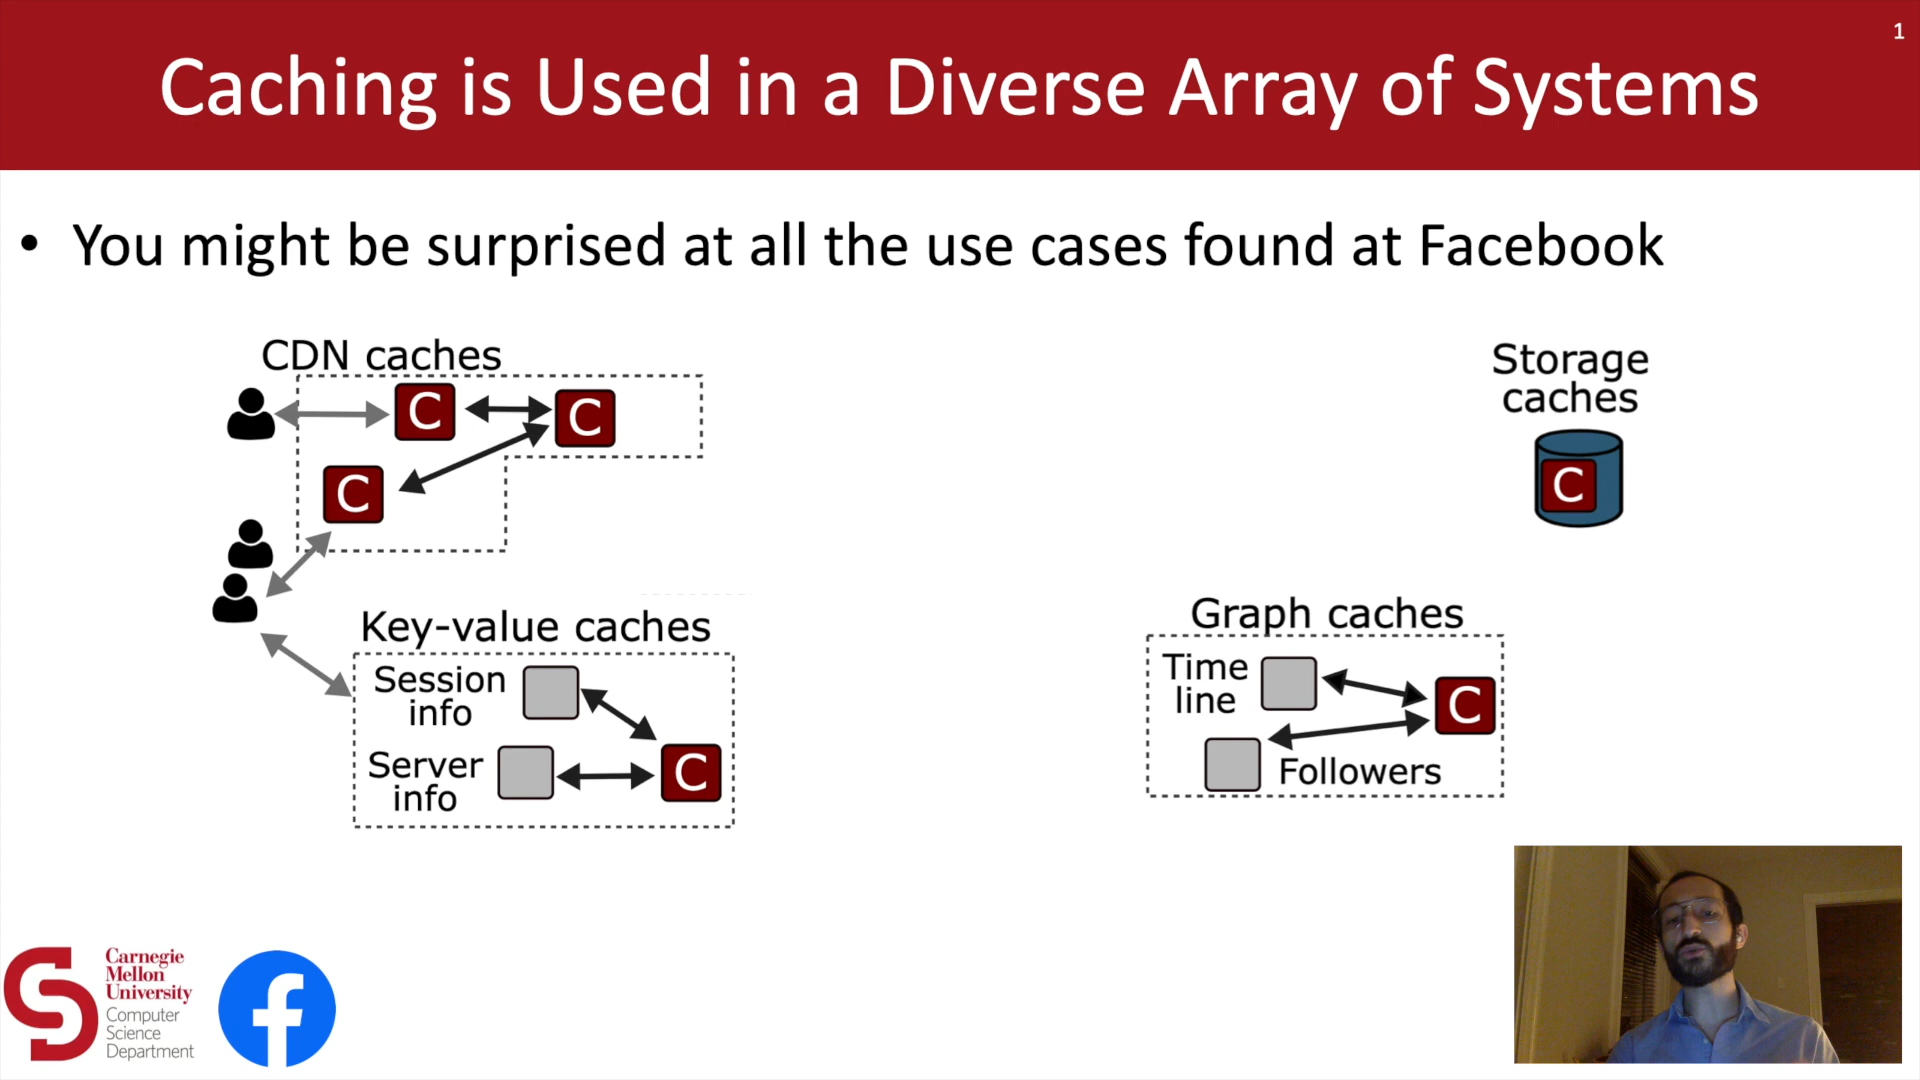 1
Caching is Used in a Diverse Array of Systems
• You might be surprised at all the use cases found at Facebook
CDN caches
C
C
C
Storage
caches
C
Key-value caches
Session
info
Server
info
C
Graph caches
Time
line
C
Followers
Carnegie
Mellon
University
Computer
Science
Department
f